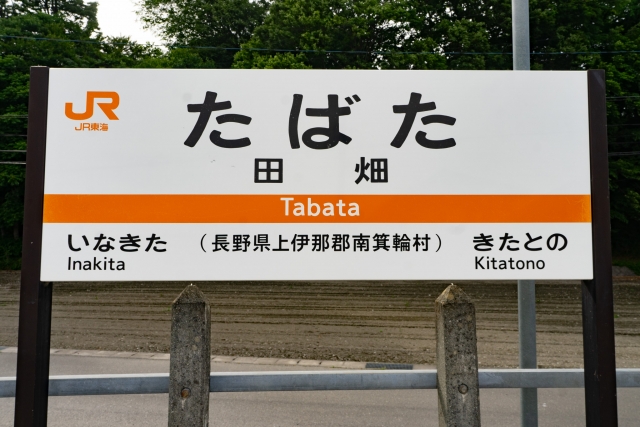 JR
JR東海
たばた
田畑
Tabata
いなきた (長野県上伊那郡南箕輪村) きたとの
Inakita Kitatono